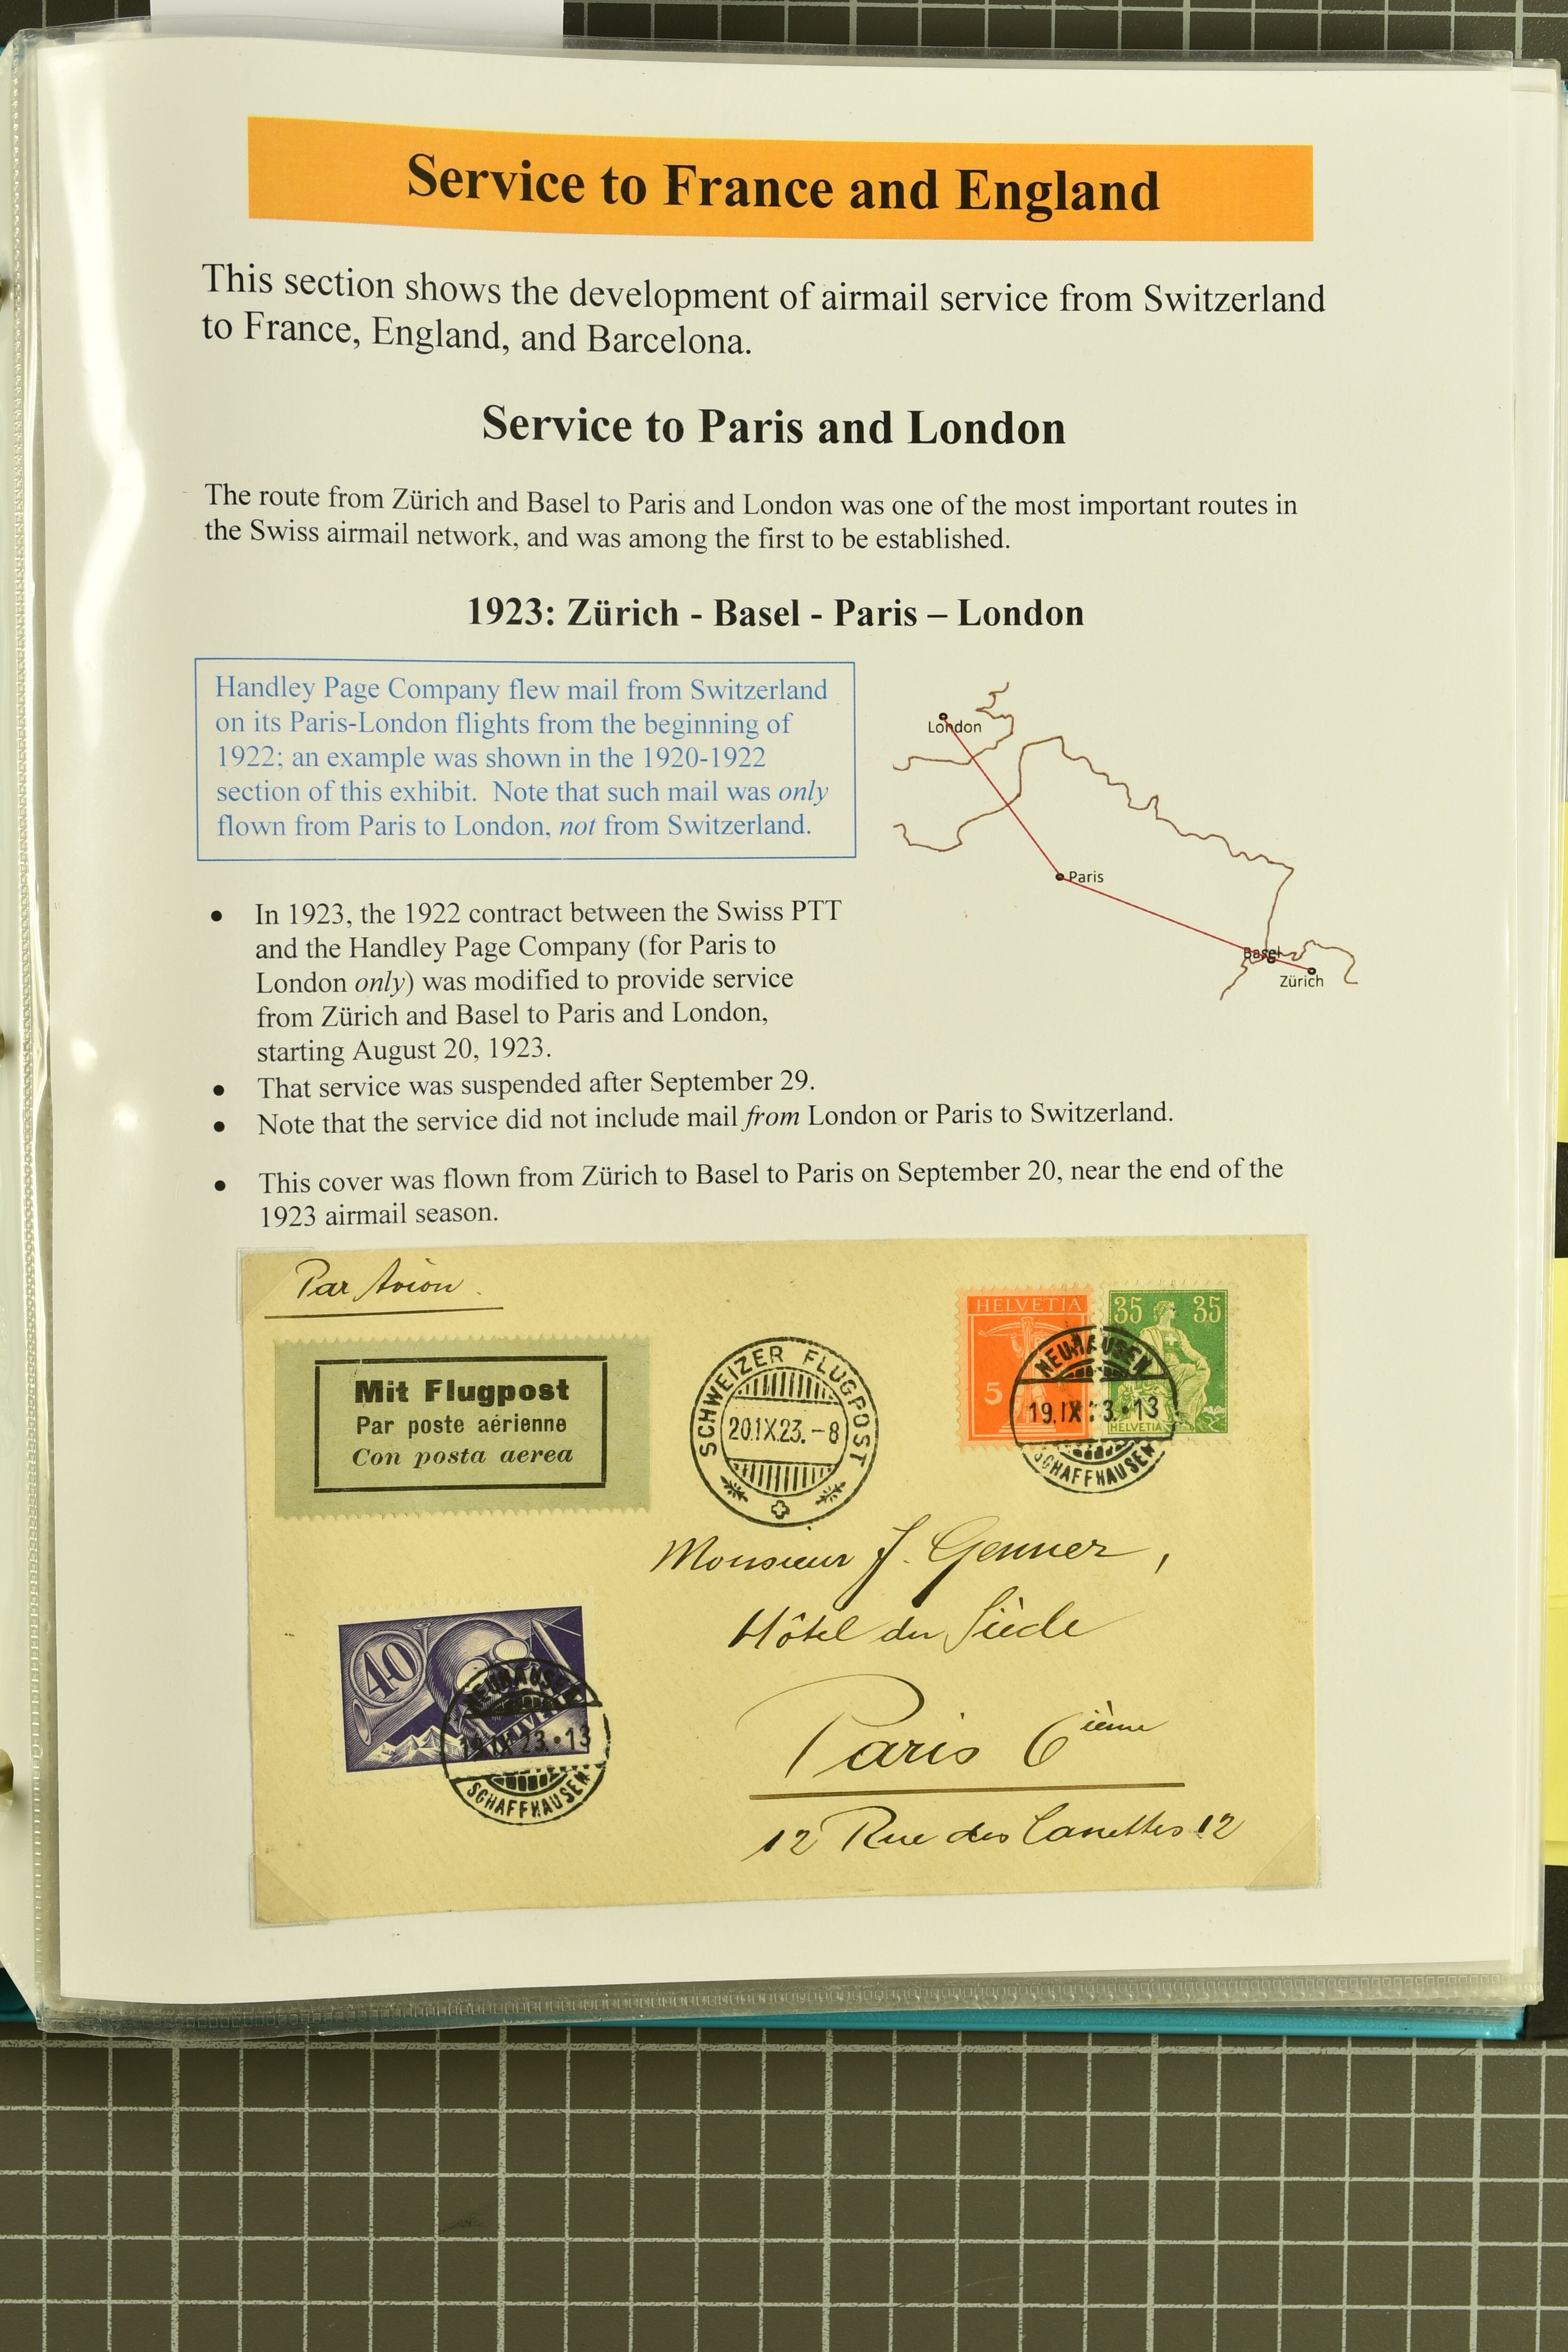 Service to France and England
This section shows the development of airmail service from Switzerland
to France, England, and Barcelona.
Service to Paris and London
The route from Zürich and Basel to Paris and London was one of the most important routes in
the Swiss airmail network, and was among the first to be established.
1923: Zürich - Basel - Paris – London
Handley Page Company flew mail from Switzerland
on its Paris-London flights from the beginning of
1922; an example was shown in the 1920-1922
section of this exhibit. Note that such mail was only
flown from Paris to London, not from Switzerland.
London
Paris
Basel
Zürich
• In 1923, the 1922 contract between the Swiss PTT
and the Handley Page Company (for Paris to
London only) was modified to provide service
from Zürich and Basel to Paris and London,
starting August 20, 1923.
• That service was suspended after September 29.
• Note that the service did not include mail from London or Paris to Switzerland.
• This cover was flown from Zürich to Basel to Paris on September 20, near the end of the
1923 airmail season.
Par Avion.
Mit Flugpost
Par poste aérienne
Con posta aerea
SCHWEIZER FLUGPOST
20.IX.23.-8
HELVETIA
5
35 35
HELVETIA
NEUHAUSEN
19.IX 23.•13
SCHAFFHAUSEN
Monsieur J. Genner,
Hôtel du Siècle
Paris 6ième
12 Rue des Canettes 12
40
HELVETIA
NEUHAUSEN
19.IX 23.•13
SCHAFFHAUSEN